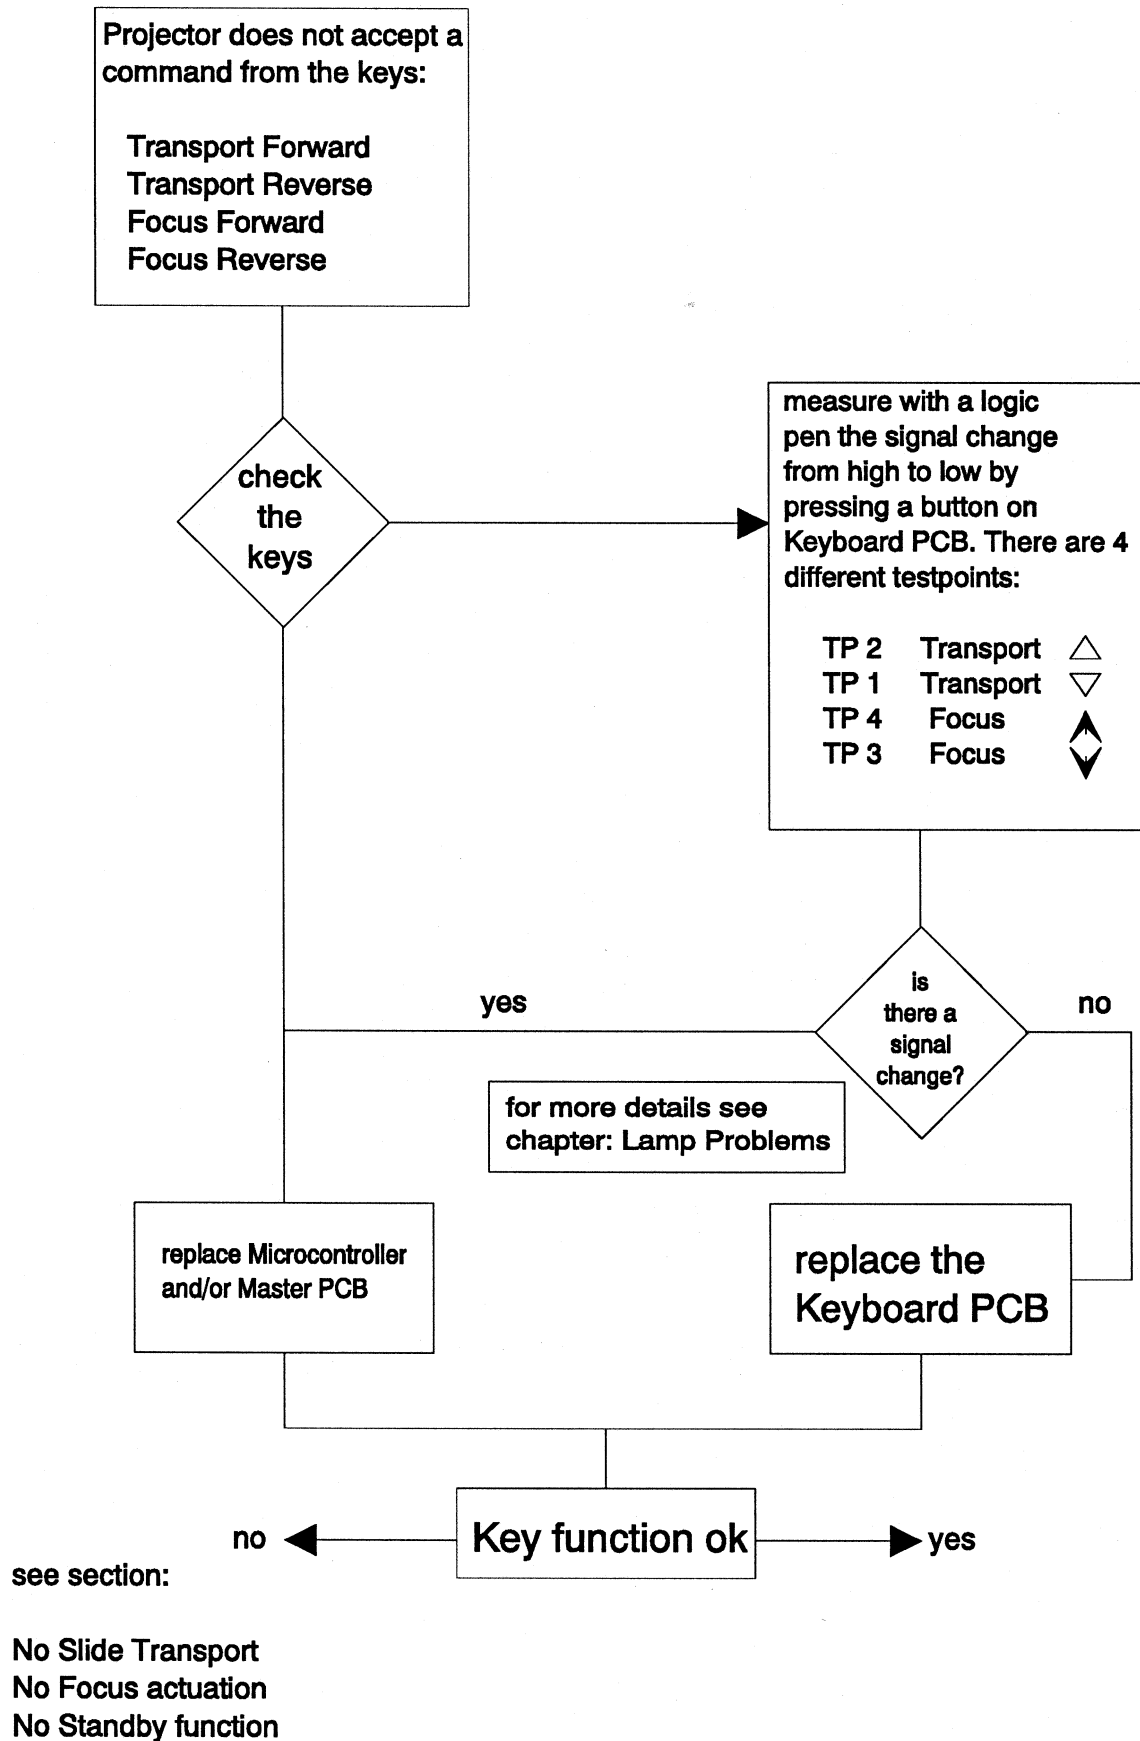 Projector does not accept a
command from the keys:
Transport Forward
Transport Reverse
Focus Forward
Focus Reverse
check
the
keys
measure with a logic
pen the signal change
from high to low by
pressing a button on
Keyboard PCB. There are 4
different testpoints:
TP 2 Transport △
TP 1 Transport ▽
TP 4 Focus
TP 3 Focus
is
there a
signal
change?
yes
no
for more details see
chapter: Lamp Problems
replace Microcontroller
and/or Master PCB
replace the
Keyboard PCB
Key function ok
no
yes
see section:
No Slide Transport
No Focus actuation
No Standby function